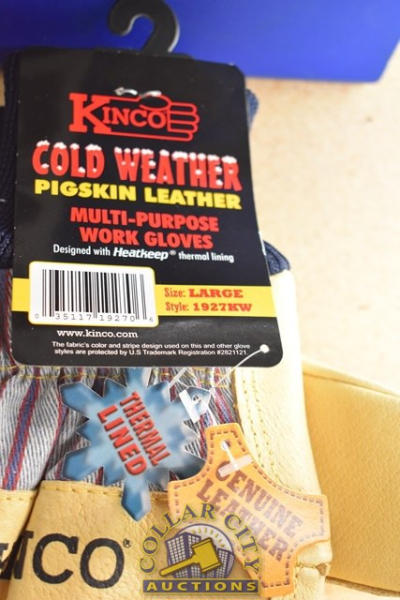 KINCO
COLD WEATHER
PIGSKIN LEATHER
MULTI-PURPOSE
WORK GLOVES
Designed with Heatkeep® thermal lining
Size: LARGE
Style: 1927KW
0 35117 19270 6
www.kinco.com
The fabric's color and stripe design used on this and other glove
styles are protected by U.S Trademark Registration #2821121.
THERMAL
LINED
GENUINE
LEATHER
KINCO®
COLLAR CITY
AUCTIONS